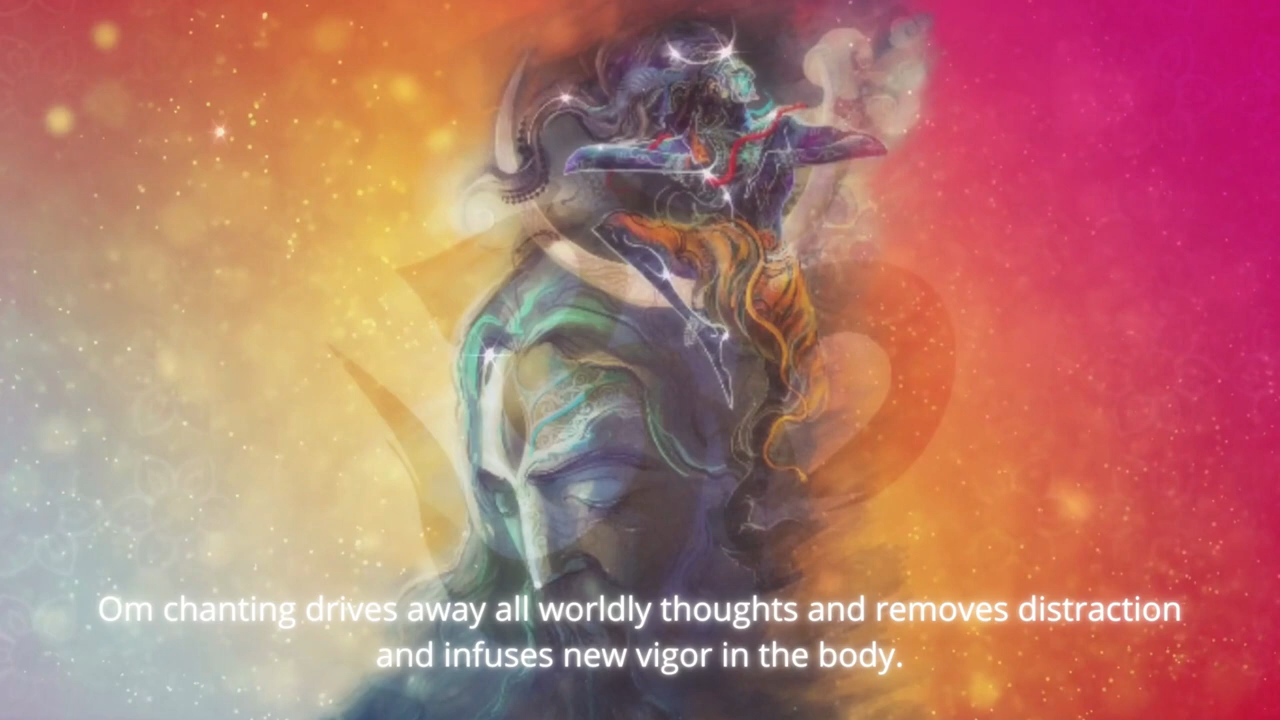 Om chanting drives away all worldly thoughts and removes distraction
and infuses new vigor in the body.